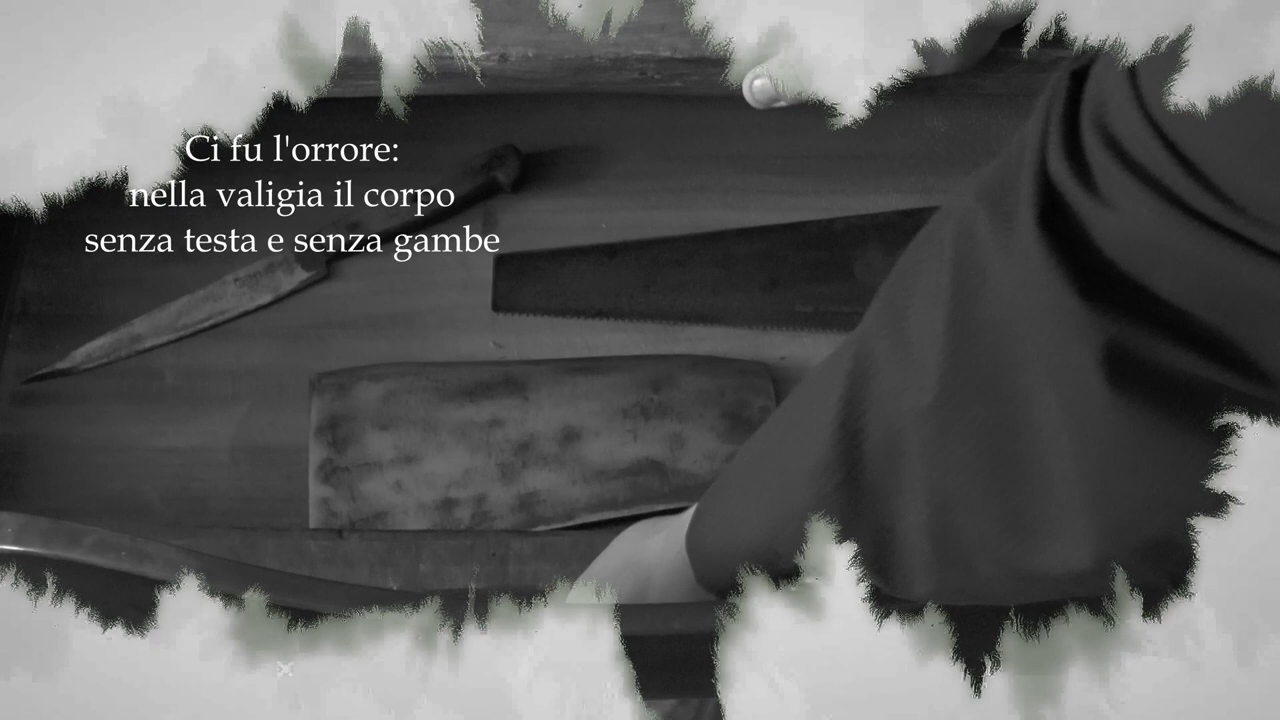 Ci fu l'orrore:
nella valigia il corpo
senza testa e senza gambe